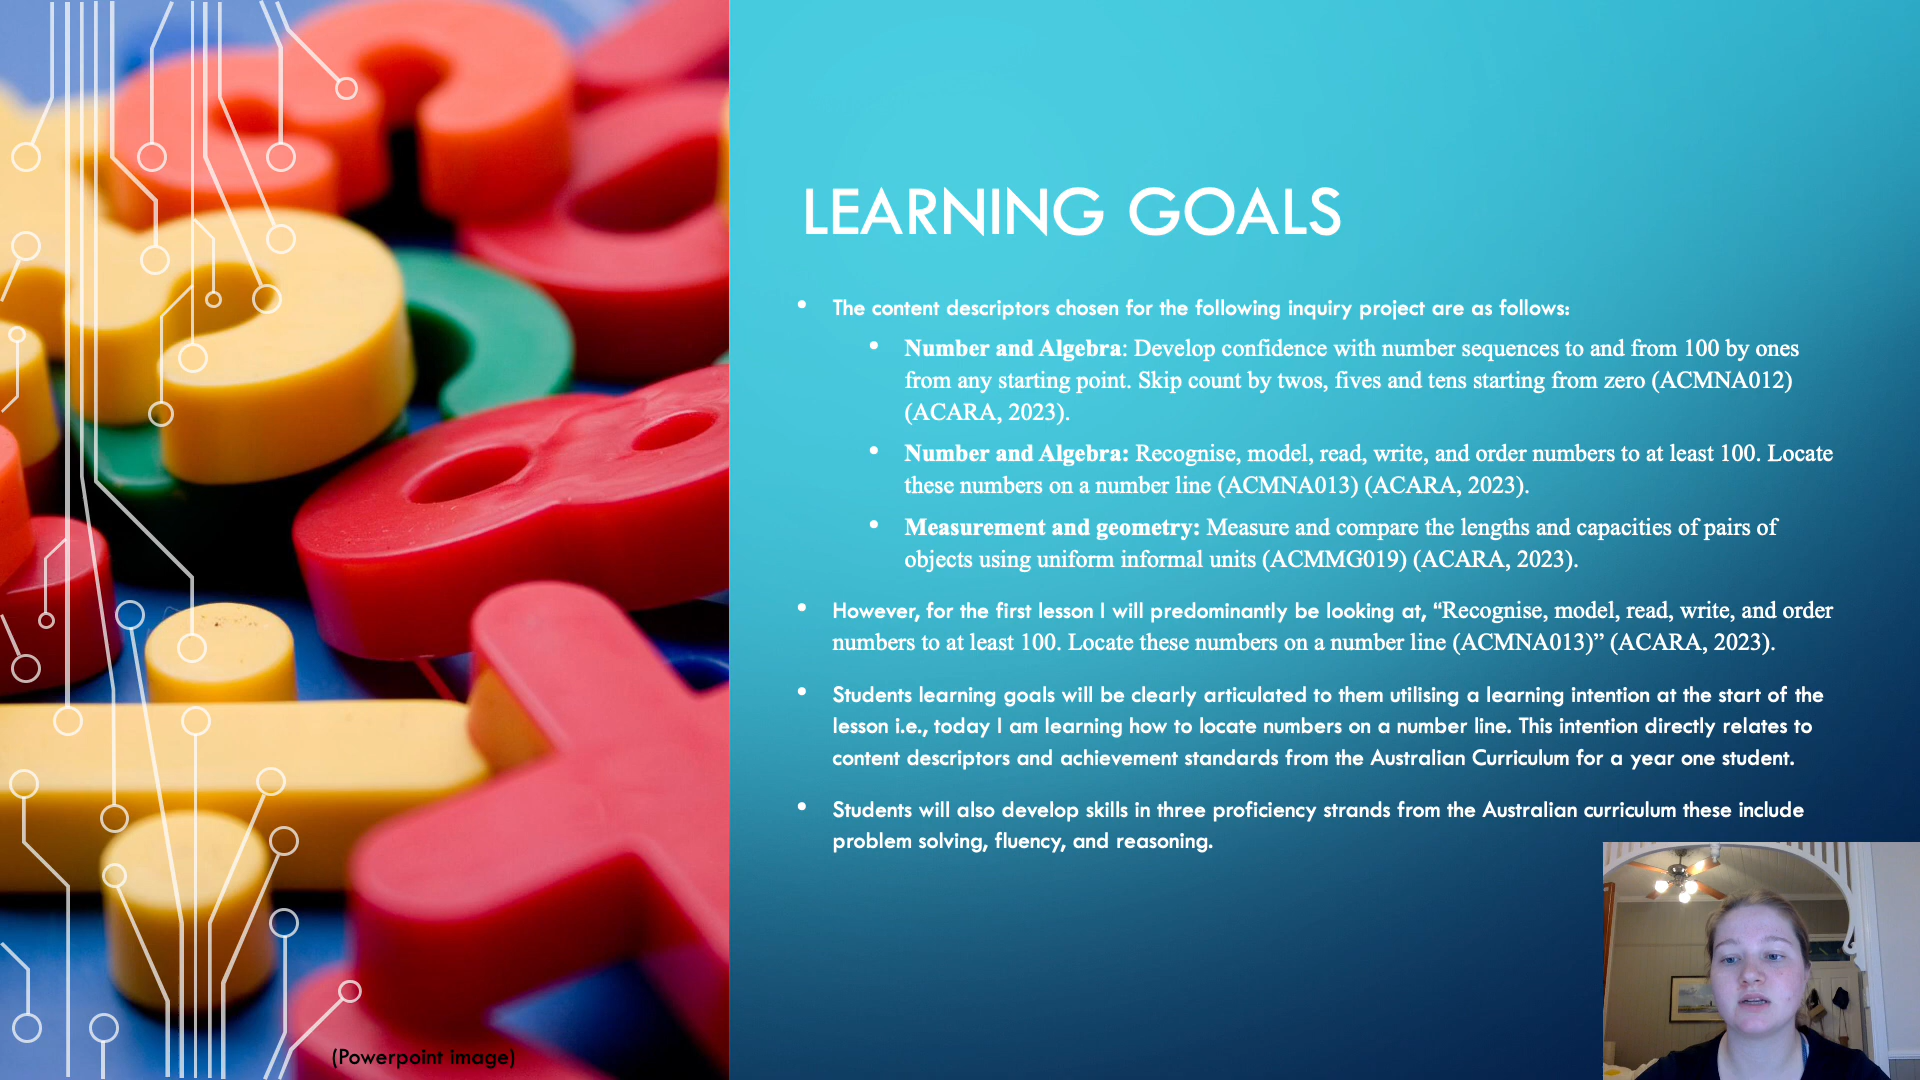 LEARNING GOALS
• The content descriptors chosen for the following inquiry project are as follows:
• Number and Algebra: Develop confidence with number sequences to and from 100 by ones
from any starting point. Skip count by twos, fives and tens starting from zero (ACMNA012)
(ACARA, 2023).
• Number and Algebra: Recognise, model, read, write, and order numbers to at least 100. Locate
these numbers on a number line (ACMNA013) (ACARA, 2023).
• Measurement and geometry: Measure and compare the lengths and capacities of pairs of
objects using uniform informal units (ACMMG019) (ACARA, 2023).
• However, for the first lesson I will predominantly be looking at, “Recognise, model, read, write, and order
numbers to at least 100. Locate these numbers on a number line (ACMNA013)” (ACARA, 2023).
• Students learning goals will be clearly articulated to them utilising a learning intention at the start of the
lesson i.e., today I am learning how to locate numbers on a number line. This intention directly relates to
content descriptors and achievement standards from the Australian Curriculum for a year one student.
• Students will also develop skills in three proficiency strands from the Australian curriculum these include
problem solving, fluency, and reasoning.
(Powerpoint image)